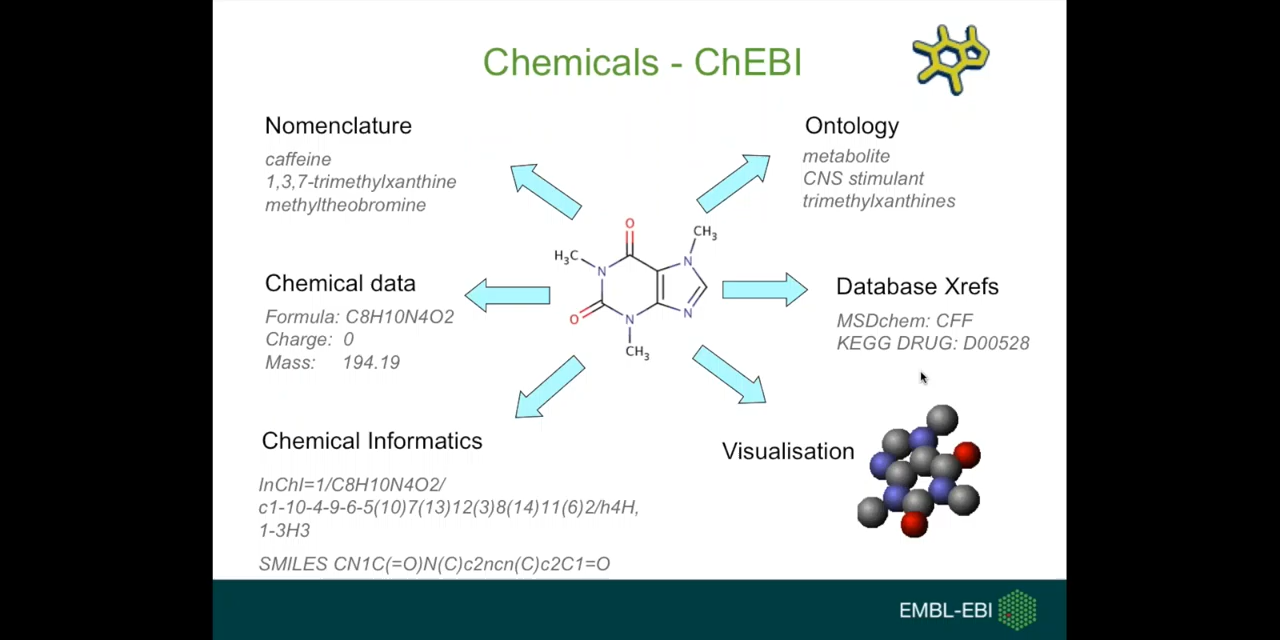 Chemicals - ChEBI
Nomenclature
caffeine
1,3,7-trimethylxanthine
methyltheobromine
Ontology
metabolite
CNS stimulant
trimethylxanthines
O
CH3
H3C
N
N
O
N
N
CH3
Chemical data
Formula: C8H10N4O2
Charge: 0
Mass: 194.19
Database Xrefs
MSDchem: CFF
KEGG DRUG: D00528
Chemical Informatics
InChI=1/C8H10N4O2/
c1-10-4-9-6-5(10)7(13)12(3)8(14)11(6)2/h4H,
1-3H3
SMILES CN1C(=O)N(C)c2ncn(C)c2C1=O
Visualisation
EMBL-EBI